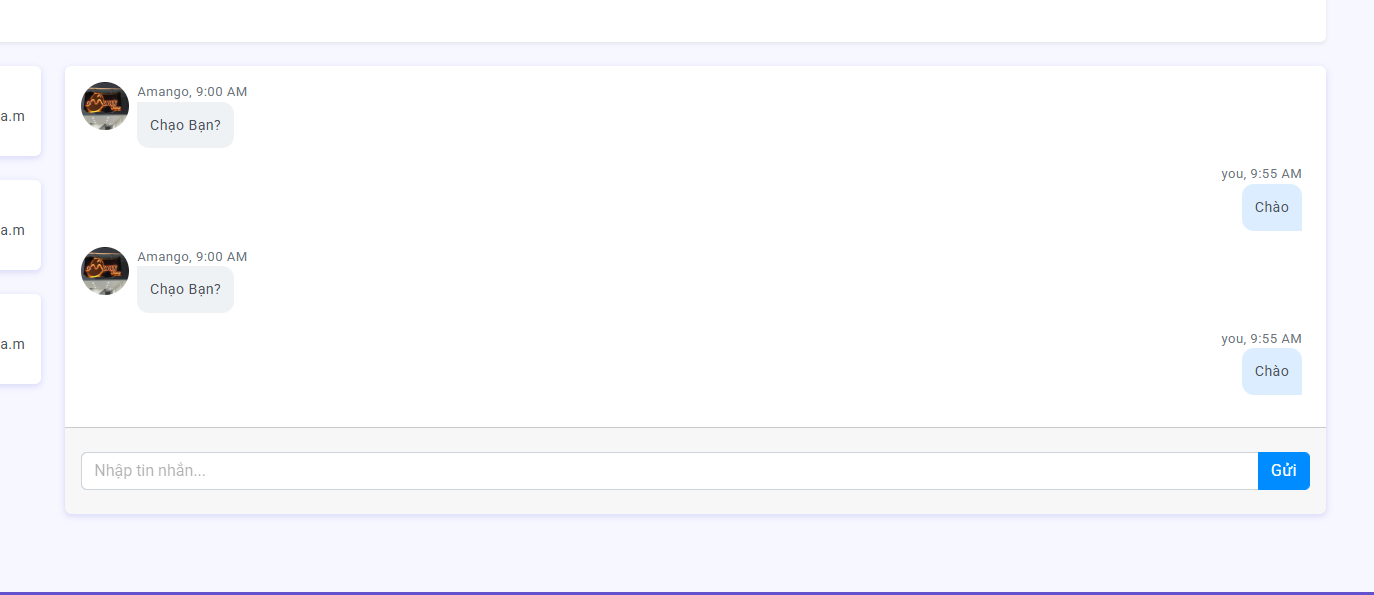 a.m
a.m
a.m
Amango, 9:00 AM
Chạo Bạn?
you, 9:55 AM
Chào
Amango, 9:00 AM
Chạo Bạn?
you, 9:55 AM
Chào
Nhập tin nhắn...
Gửi